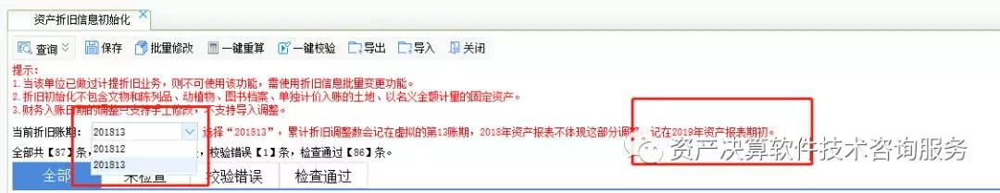 资产折旧信息初始化
查询 保存 批量修改 一键重算 一键校验 导出 导入 关闭
提示：
1.当该单位已做过计提折旧业务，则不可使用该功能，需使用折旧信息批量变更功能。
2.折旧初始化不包含文物和陈列品、动植物、图书档案、单独计价入账的土地、以名义金额计量的固定资产。
3.财务入账日期的调整只支持手工修改，不支持导入调整。
当前折旧账期： 201813 选择“201813”，累计折旧调整数会记在虚拟的第13账期，2018年资产报表不体现这部分调整，记在2019年资产报表期初。
201812
全部共【87】条， 校验错误【1】条，检查通过【86】条。
201813
资产决算软件技术咨询服务
全部 未检查 校验错误 检查通过